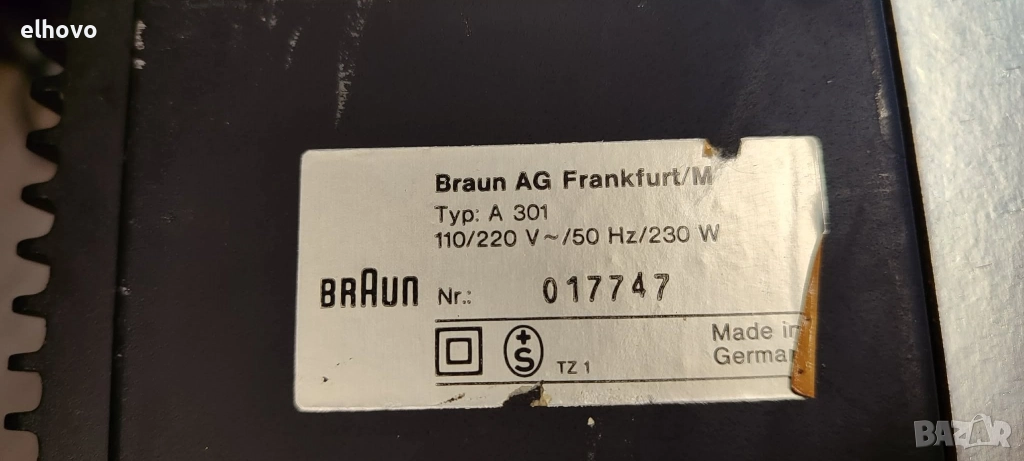 elhovo
Braun AG Frankfurt/M
Typ: A 301
110/220 V~/50 Hz/230 W
BRAUN Nr.: 017747
+S TZ 1
Made in
German
BAZAR